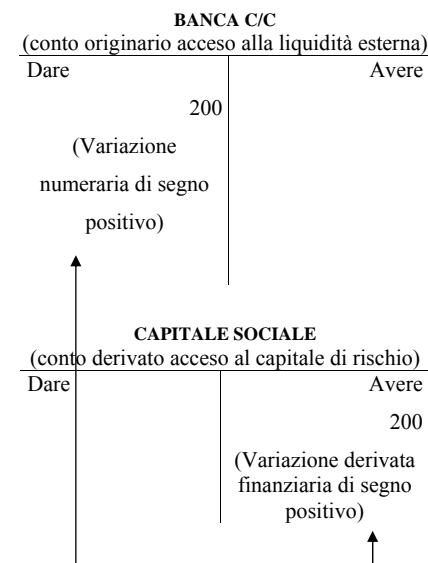 BANCA C/C
(conto originario acceso alla liquidità esterna)
Dare Avere
200
(Variazione
numeraria di segno
positivo)
CAPITALE SOCIALE
(conto derivato acceso al capitale di rischio)
Dare Avere
200
(Variazione derivata
finanziaria di segno
positivo)